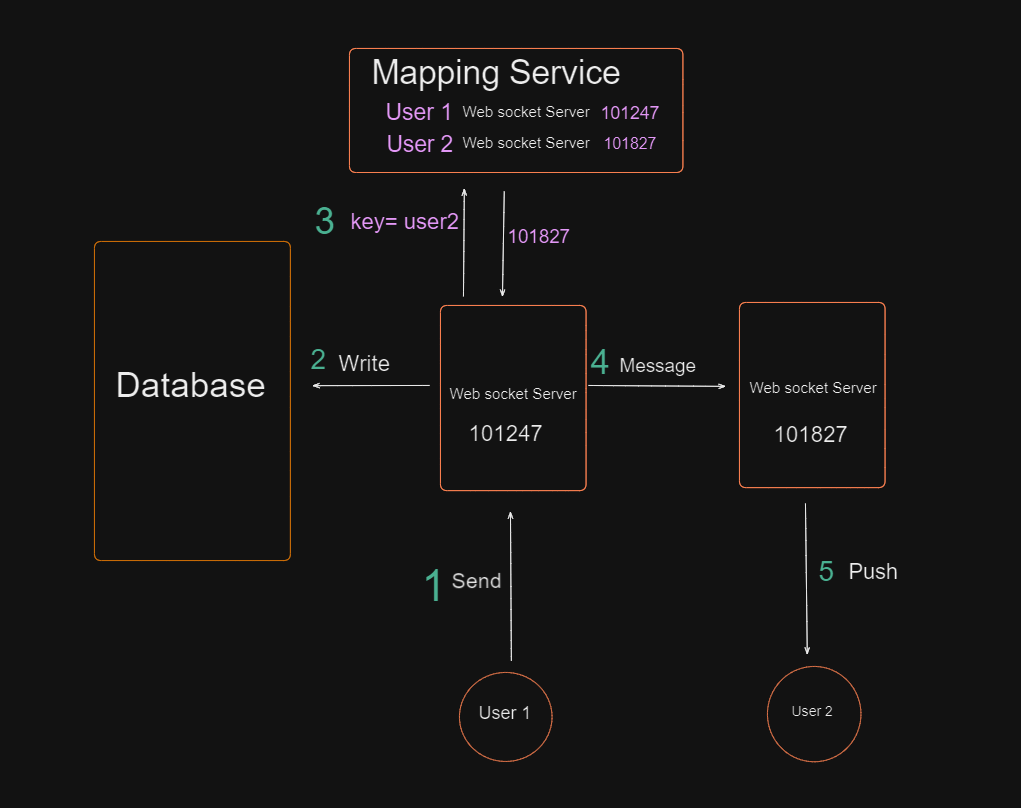 Mapping Service
User 1 Web socket Server 101247
User 2 Web socket Server 101827
3 key= user2
101827
2 Write
4 Message
Database
Web socket Server
101247
Web socket Server
101827
1 Send
5 Push
User 1
User 2